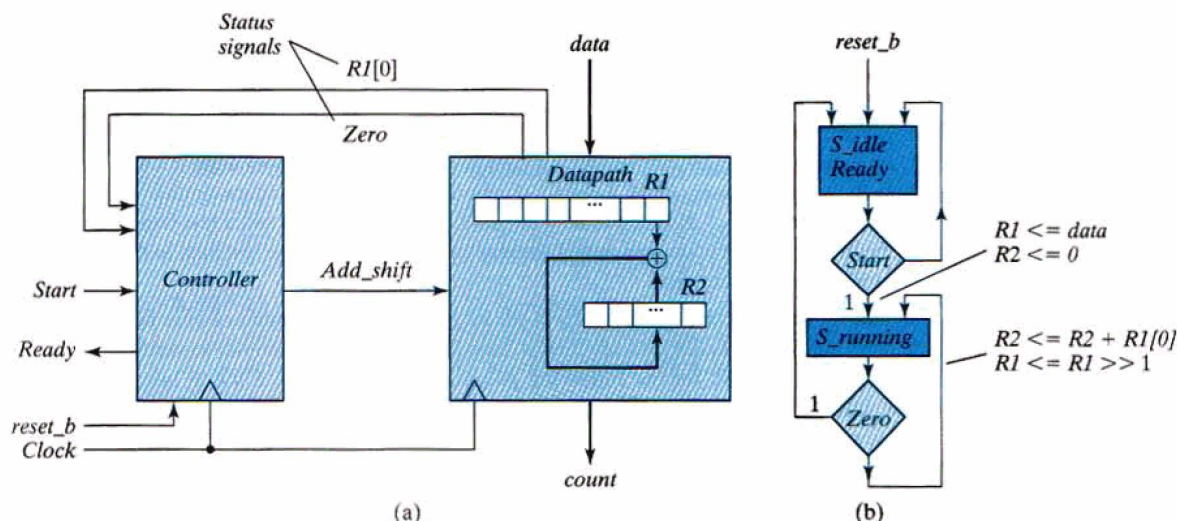 Status
signals
R1[0]
Zero
data
Datapath
R1
...
Controller
Add_shift
R2
...
Start
Ready
reset_b
Clock
count
(a)
reset_b
S_idle
Ready
Start
R1 <= data
R2 <= 0
1
S_running
R2 <= R2 + R1[0]
R1 <= R1 >> 1
1
Zero
(b)